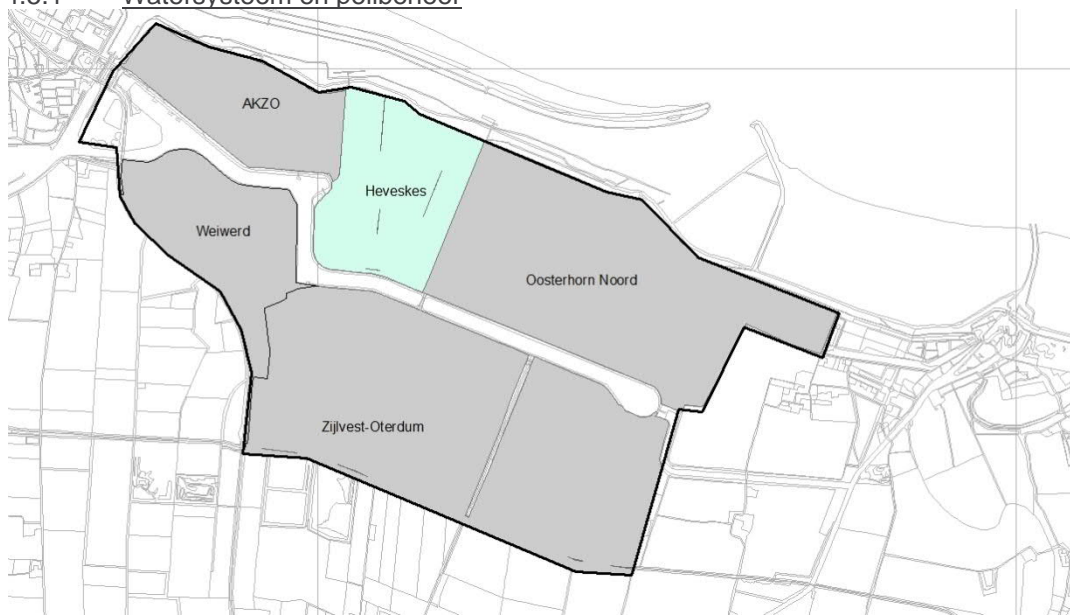 Watersysteem en peilbeheer
AKZO
Heveskes
Weiwerd
Oosterhorn Noord
Zijlvest-Oterdum